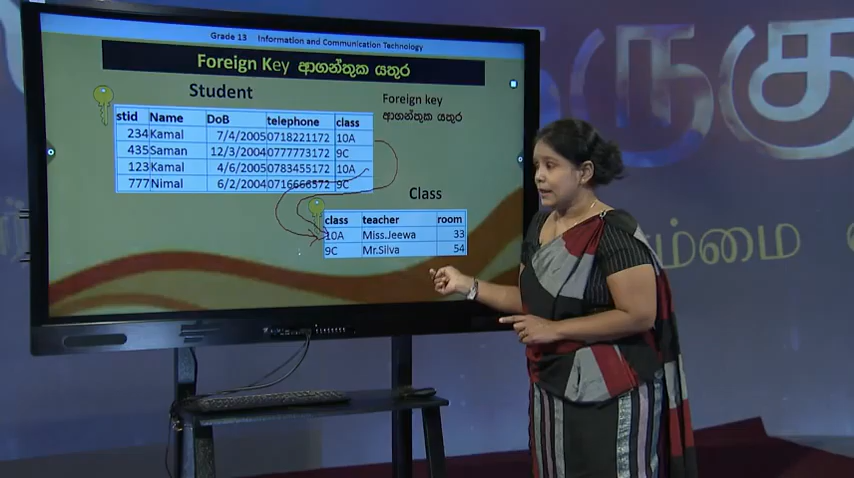 Grade 13 Information and Communication Technology
Foreign Key ආගන්තුක යතුර
Student
Foreign key
ආගන්තුක යතුර
stid Name DoB telephone class
234 Kamal 7/4/2005 0718221172 10A
435 Saman 12/3/2004 0777773172 9C
123 Kamal 4/6/2005 0783455172 10A
777 Nimal 6/2/2004 0716666572 9C
Class
class teacher room
10A Miss.Jeewa 33
9C Mr.Silva 54